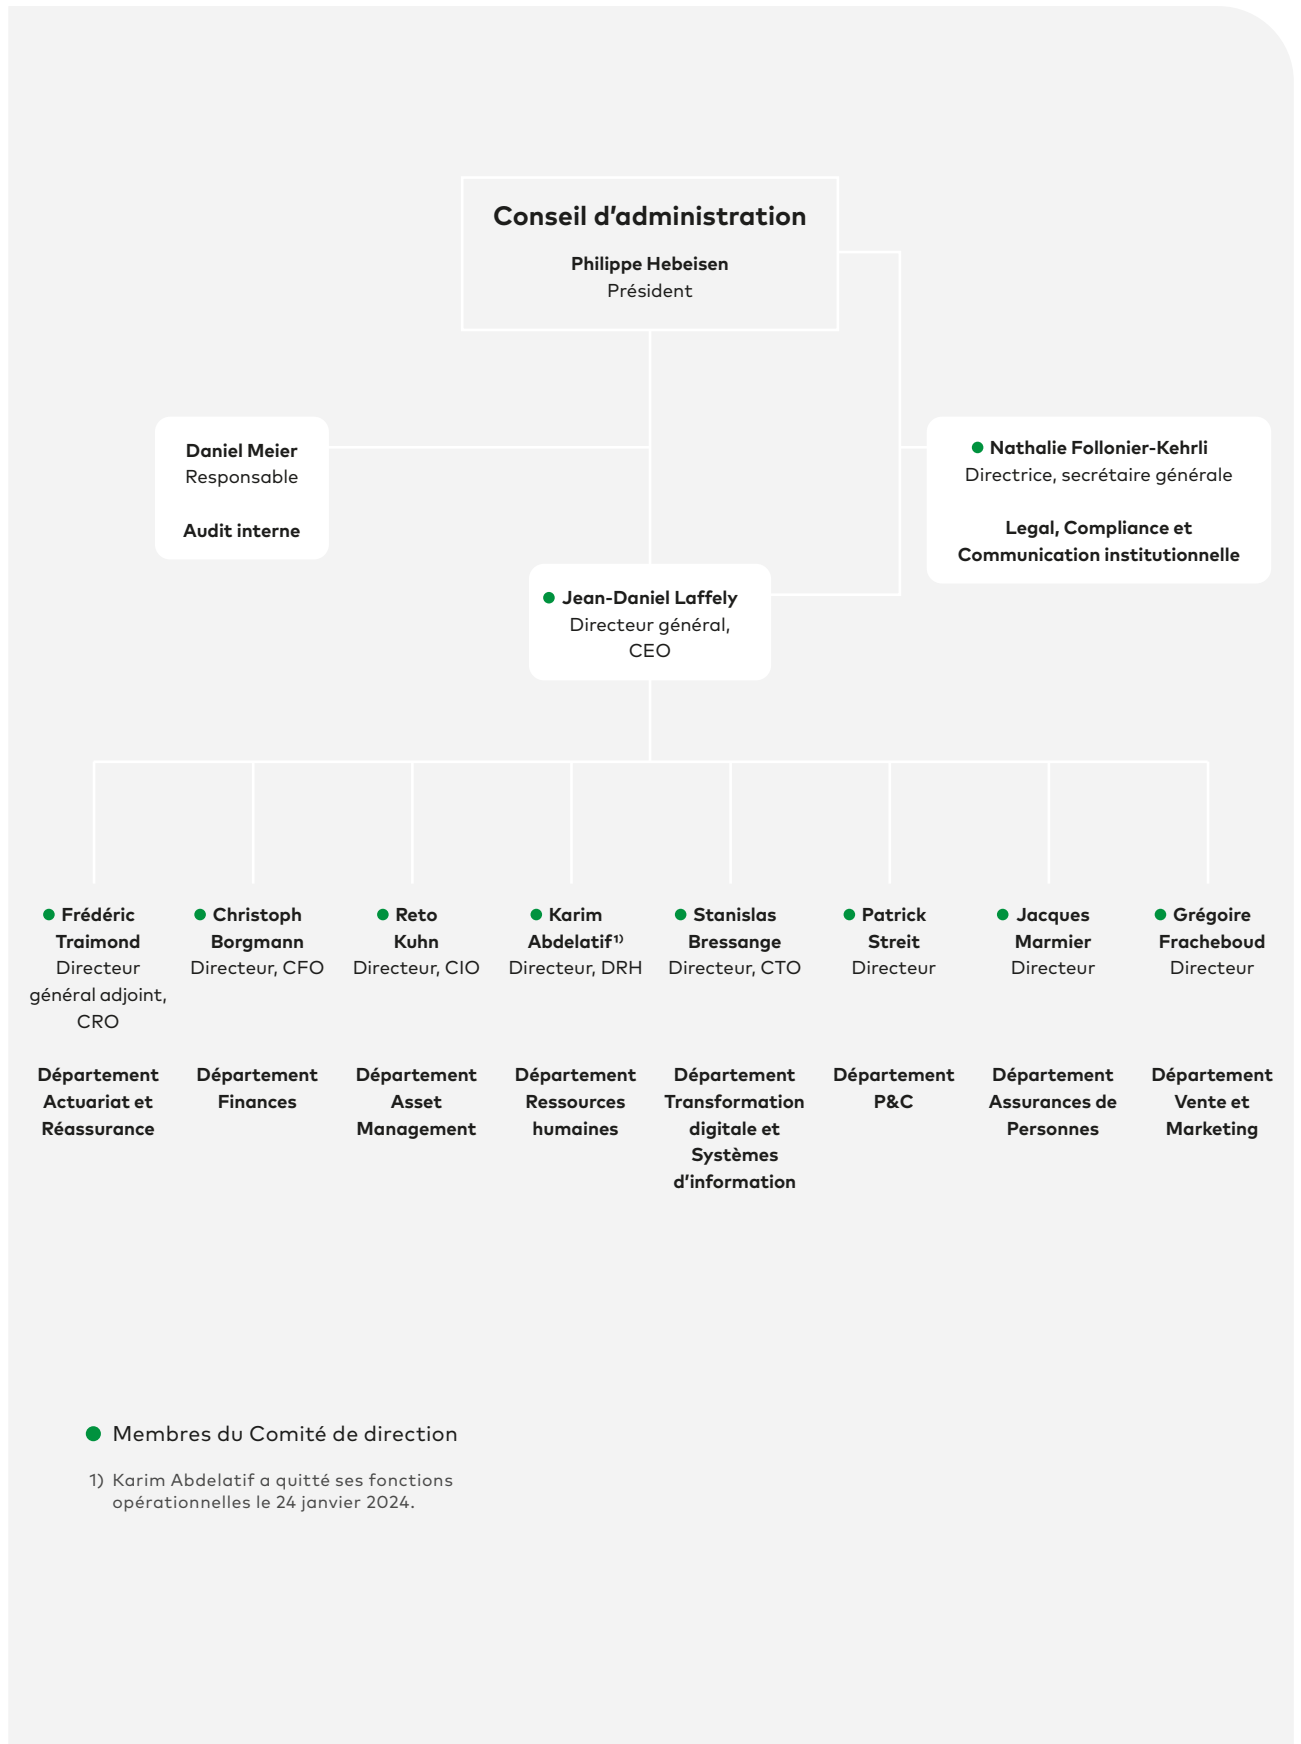 Conseil d'administration
Philippe Hebeisen
Président
Daniel Meier
Responsable
Audit interne
Nathalie Follonier-Kehrli
Directrice, secrétaire générale
Legal, Compliance et
Communication institutionnelle
Jean-Daniel Laffely
Directeur général,
CEO
Frédéric
Traimond
Directeur
général adjoint,
CRO
Département
Actuariat et
Réassurance
Christoph
Borgmann
Directeur, CFO
Département
Finances
Reto
Kuhn
Directeur, CIO
Département
Asset
Management
Karim
Abdelatif¹⁾
Directeur, DRH
Département
Ressources
humaines
Stanislas
Bressange
Directeur, CTO
Département
Transformation
digitale et
Systèmes
d'information
Patrick
Streit
Directeur
Département
P&C
Jacques
Marmier
Directeur
Département
Assurances de
Personnes
Grégoire
Fracheboud
Directeur
Département
Vente et
Marketing
Membres du Comité de direction
1) Karim Abdelatif a quitté ses fonctions
opérationnelles le 24 janvier 2024.